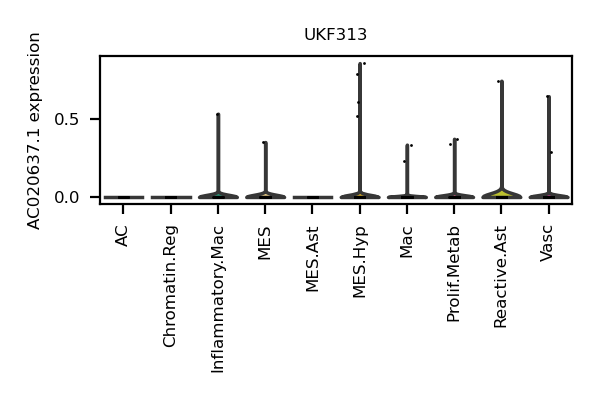 UKF313
AC020637.1 expression
0.5
0.0
AC
Chromatin.Reg
Inflammatory.Mac
MES
MES.Ast
MES.Hyp
Mac
Prolif.Metab
Reactive.Ast
Vasc